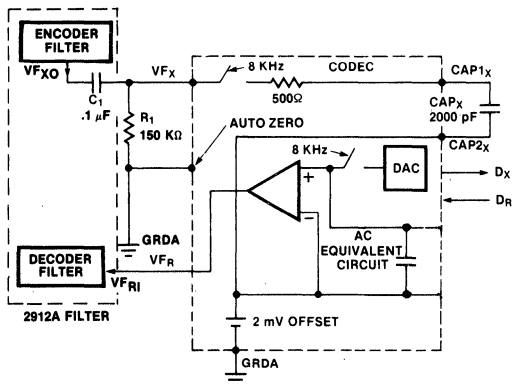 ENCODER
FILTER
VFXO
C1
.1 µF
VFX
8 KHz
CODEC
500Ω
CAP1X
CAPX
2000 pF
CAP2X
R1
150 KΩ
AUTO ZERO
8 KHz
DAC
DX
DR
+
−
AC
EQUIVALENT
CIRCUIT
GRDA
VFR
DECODER
FILTER
VFRI
2912A FILTER
2 mV OFFSET
GRDA